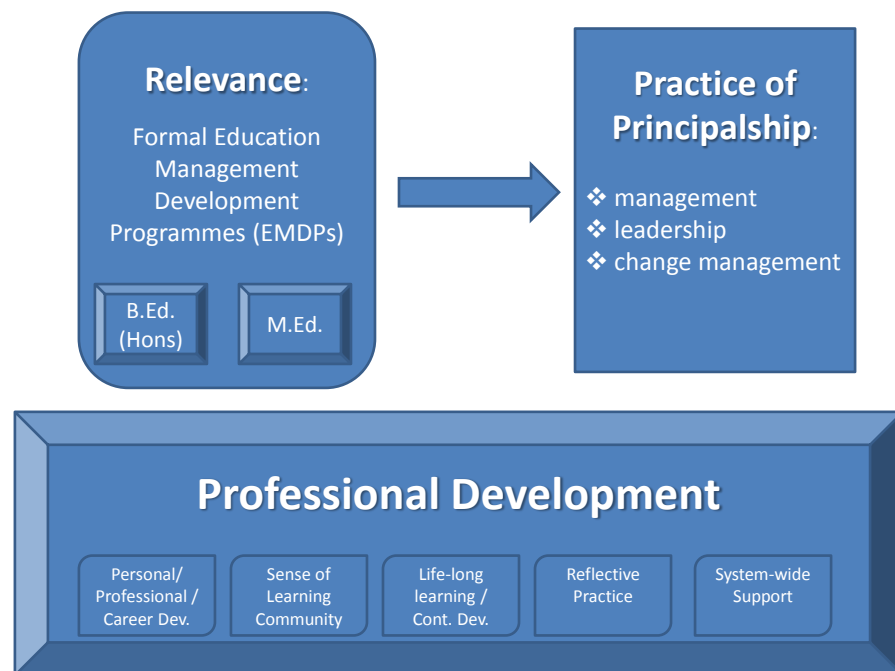 Relevance:
Formal Education
Management
Development
Programmes (EMDPs)
B.Ed.
(Hons)
M.Ed.
Practice of
Principalship:
❖ management
❖ leadership
❖ change management
Professional Development
Personal/
Professional /
Career Dev.
Sense of
Learning
Community
Life-long
learning /
Cont. Dev.
Reflective
Practice
System-wide
Support